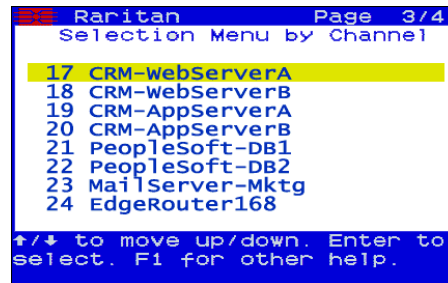 Raritan Page 3/4
Selection Menu by Channel
17 CRM-WebServerA
18 CRM-WebServerB
19 CRM-AppServerA
20 CRM-AppServerB
21 PeopleSoft-DB1
22 PeopleSoft-DB2
23 MailServer-Mktg
24 EdgeRouter168
↑/↓ to move up/down. Enter to
select. F1 for other help.